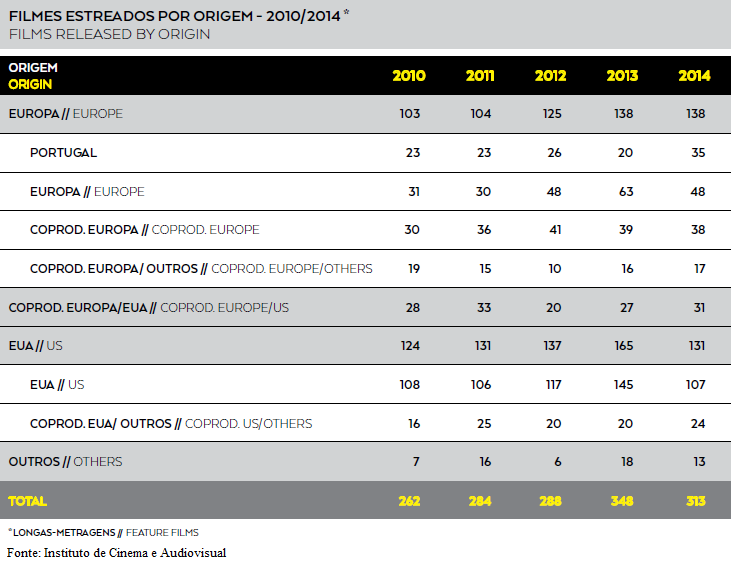 FILMES ESTREADOS POR ORIGEM - 2010/2014 *
FILMS RELEASED BY ORIGIN
ORIGEM
ORIGIN 2010 2011 2012 2013 2014
EUROPA // EUROPE 103 104 125 138 138
PORTUGAL 23 23 26 20 35
EUROPA // EUROPE 31 30 48 63 48
COPROD. EUROPA // COPROD. EUROPE 30 36 41 39 38
COPROD. EUROPA/ OUTROS // COPROD. EUROPE/OTHERS 19 15 10 16 17
COPROD. EUROPA/EUA // COPROD. EUROPE/US 28 33 20 27 31
EUA // US 124 131 137 165 131
EUA // US 108 106 117 145 107
COPROD. EUA/ OUTROS // COPROD. US/OTHERS 16 25 20 20 24
OUTROS // OTHERS 7 16 6 18 13
TOTAL 262 284 288 348 313
* LONGAS-METRAGENS // FEATURE FILMS
Fonte: Instituto de Cinema e Audiovisual